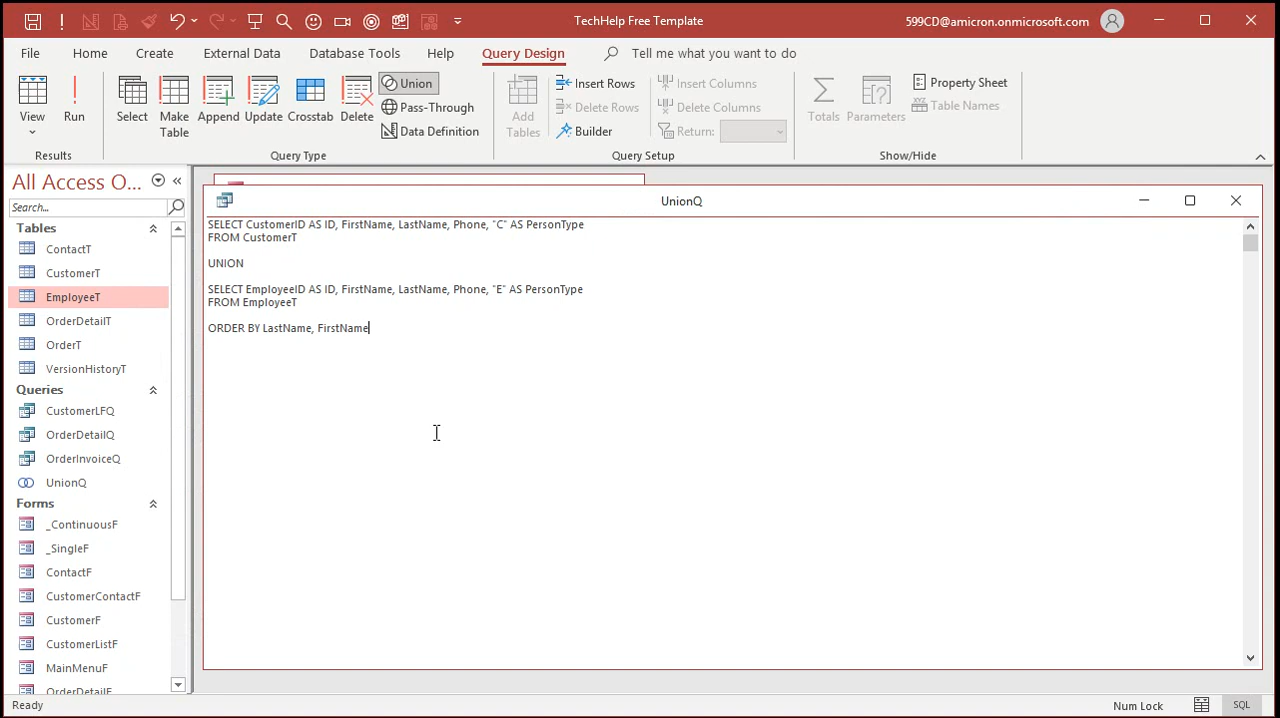 TechHelp Free Template
599CD@amicron.onmicrosoft.com
File Home Create External Data Database Tools Help Query Design Tell me what you want to do
View
Run
Results
Select
Make Table
Append
Update
Crosstab
Delete
Union
Pass-Through
Data Definition
Query Type
Add Tables
Insert Rows
Delete Rows
Builder
Insert Columns
Delete Columns
Return:
Query Setup
Totals
Parameters
Property Sheet
Table Names
Show/Hide
All Access O...
Search...
Tables
ContactT
CustomerT
EmployeeT
OrderDetailT
OrderT
VersionHistoryT
Queries
CustomerLFQ
OrderDetailQ
OrderInvoiceQ
UnionQ
Forms
_ContinuousF
_SingleF
ContactF
CustomerContactF
CustomerF
CustomerListF
MainMenuF
OrderDetailF
UnionQ
SELECT CustomerID AS ID, FirstName, LastName, Phone, "C" AS PersonType
FROM CustomerT
UNION
SELECT EmployeeID AS ID, FirstName, LastName, Phone, "E" AS PersonType
FROM EmployeeT
ORDER BY LastName, FirstName
Ready
Num Lock
SQL